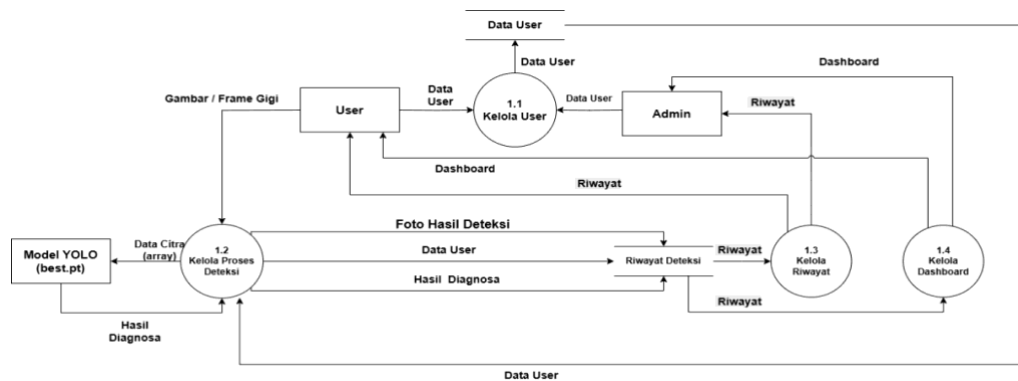 Data User
Data User
Dashboard
Gambar / Frame Gigi
User
Data
User
1.1
Kelola User
Data User
Admin
Riwayat
Dashboard
Riwayat
Foto Hasil Deteksi
Model YOLO
(best.pt)
Data Citra
(array)
1.2
Kelola Proses
Deteksi
Data User
Hasil Diagnosa
Riwayat Deteksi
Riwayat
1.3
Kelola
Riwayat
1.4
Kelola
Dashboard
Riwayat
Hasil
Diagnosa
Data User